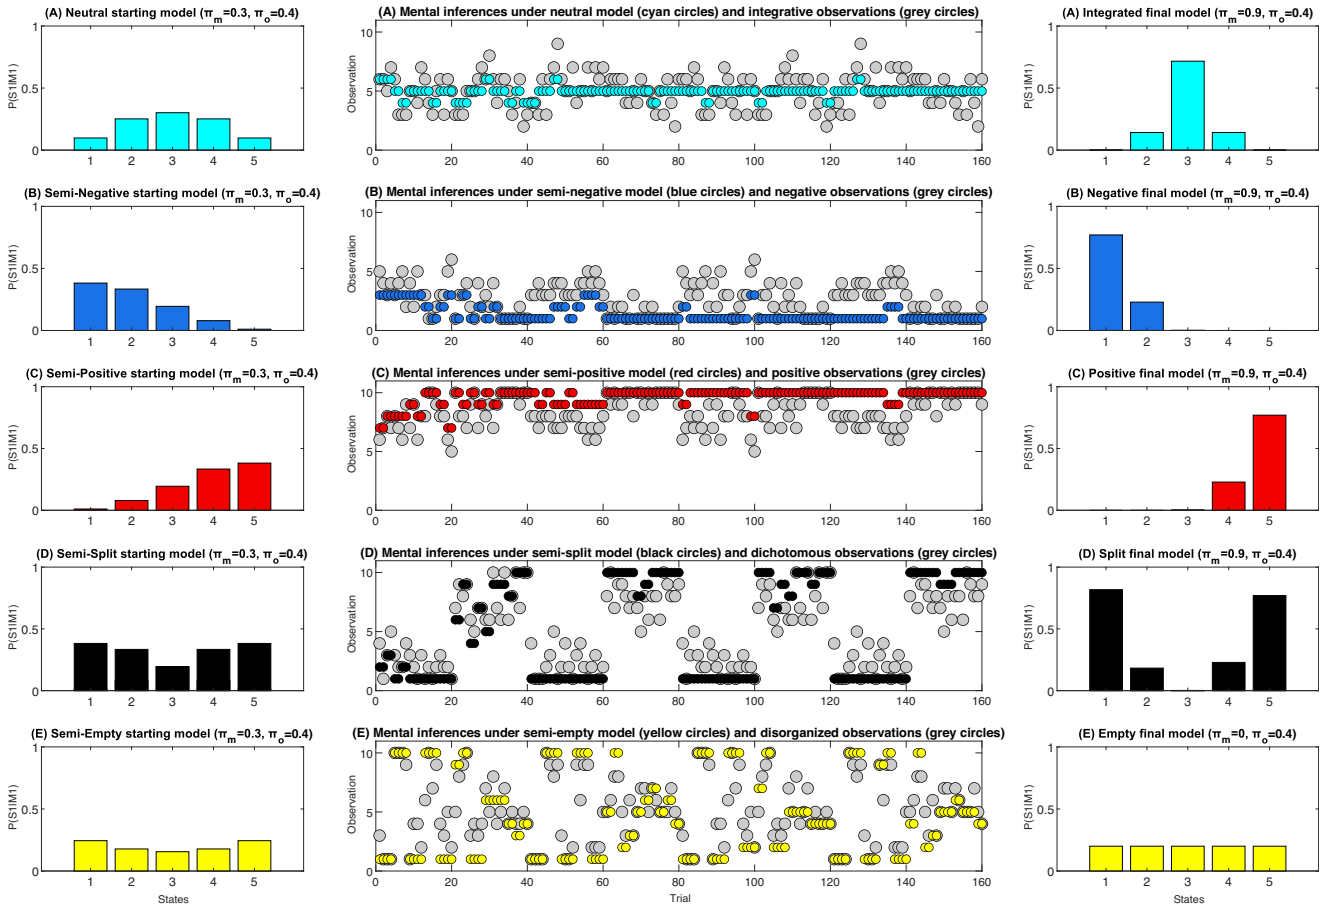 (A) Neutral starting model (πm=0.3, πo=0.4)
P(S1|M1)
1
0.5
0
1 2 3 4 5
(A) Mental inferences under neutral model (cyan circles) and integrative observations (grey circles)
Observation
10
5
0
0 20 40 60 80 100 120 140 160
(A) Integrated final model (πm=0.9, πo=0.4)
P(S1|M1)
1
0.5
0
1 2 3 4 5
(B) Semi-Negative starting model (πm=0.3, πo=0.4)
P(S1|M1)
1
0.5
0
1 2 3 4 5
(B) Mental inferences under semi-negative model (blue circles) and negative observations (grey circles)
Observation
10
5
0
0 20 40 60 80 100 120 140 160
(B) Negative final model (πm=0.9, πo=0.4)
P(S1|M1)
1
0.5
0
1 2 3 4 5
(C) Semi-Positive starting model (πm=0.3, πo=0.4)
P(S1|M1)
1
0.5
0
1 2 3 4 5
(C) Mental inferences under semi-positive model (red circles) and positive observations (grey circles)
Observation
10
5
0
0 20 40 60 80 100 120 140 160
(C) Positive final model (πm=0.9, πo=0.4)
P(S1|M1)
1
0.5
0
1 2 3 4 5
(D) Semi-Split starting model (πm=0.3, πo=0.4)
P(S1|M1)
1
0.5
0
1 2 3 4 5
(D) Mental inferences under semi-split model (black circles) and dichotomous observations (grey circles)
Observation
10
5
0
0 20 40 60 80 100 120 140 160
(D) Split final model (πm=0.9, πo=0.4)
P(S1|M1)
1
0.5
0
1 2 3 4 5
(E) Semi-Empty starting model (πm=0.3, πo=0.4)
P(S1|M1)
1
0.5
0
1 2 3 4 5
States
(E) Mental inferences under semi-empty model (yellow circles) and disorganized observations (grey circles)
Observation
10
5
0
0 20 40 60 80 100 120 140 160
Trial
(E) Empty final model (πm=0, πo=0.4)
P(S1|M1)
1
0.5
0
1 2 3 4 5
States